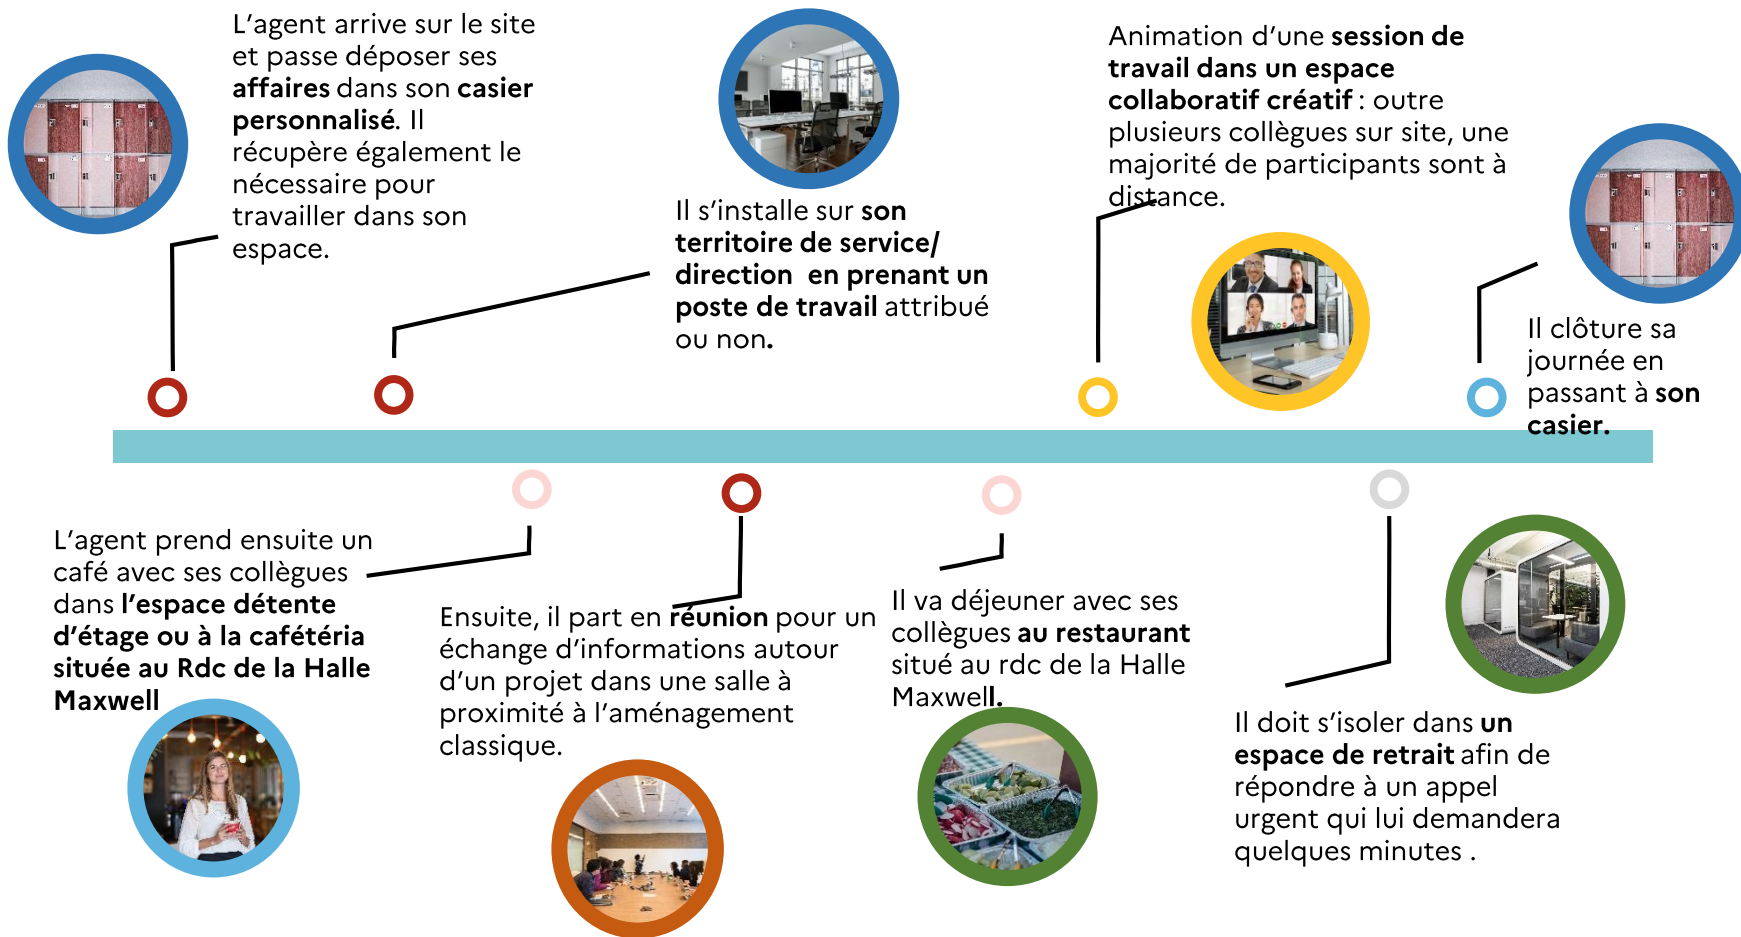 L’agent arrive sur le site
et passe déposer ses
affaires dans son casier
personnalisé. Il
récupère également le
nécessaire pour
travailler dans son
espace.
Il s’installe sur son
territoire de service/
direction  en prenant un
poste de travail attribué
ou non.
Animation d’une session de
travail dans un espace
collaboratif créatif : outre
plusieurs collègues sur site, une
majorité de participants sont à
distance.
Il clôture sa
journée en
passant à son
casier.
L’agent prend ensuite un
café avec ses collègues
dans l’espace détente
d’étage ou à la cafétéria
située au Rdc de la Halle
Maxwell
Ensuite, il part en réunion pour un
échange d’informations autour
d’un projet dans une salle à
proximité à l’aménagement
classique.
Il va déjeuner avec ses
collègues au restaurant
situé au rdc de la Halle
Maxwell.
Il doit s’isoler dans un
espace de retrait afin de
répondre à un appel
urgent qui lui demandera
quelques minutes .